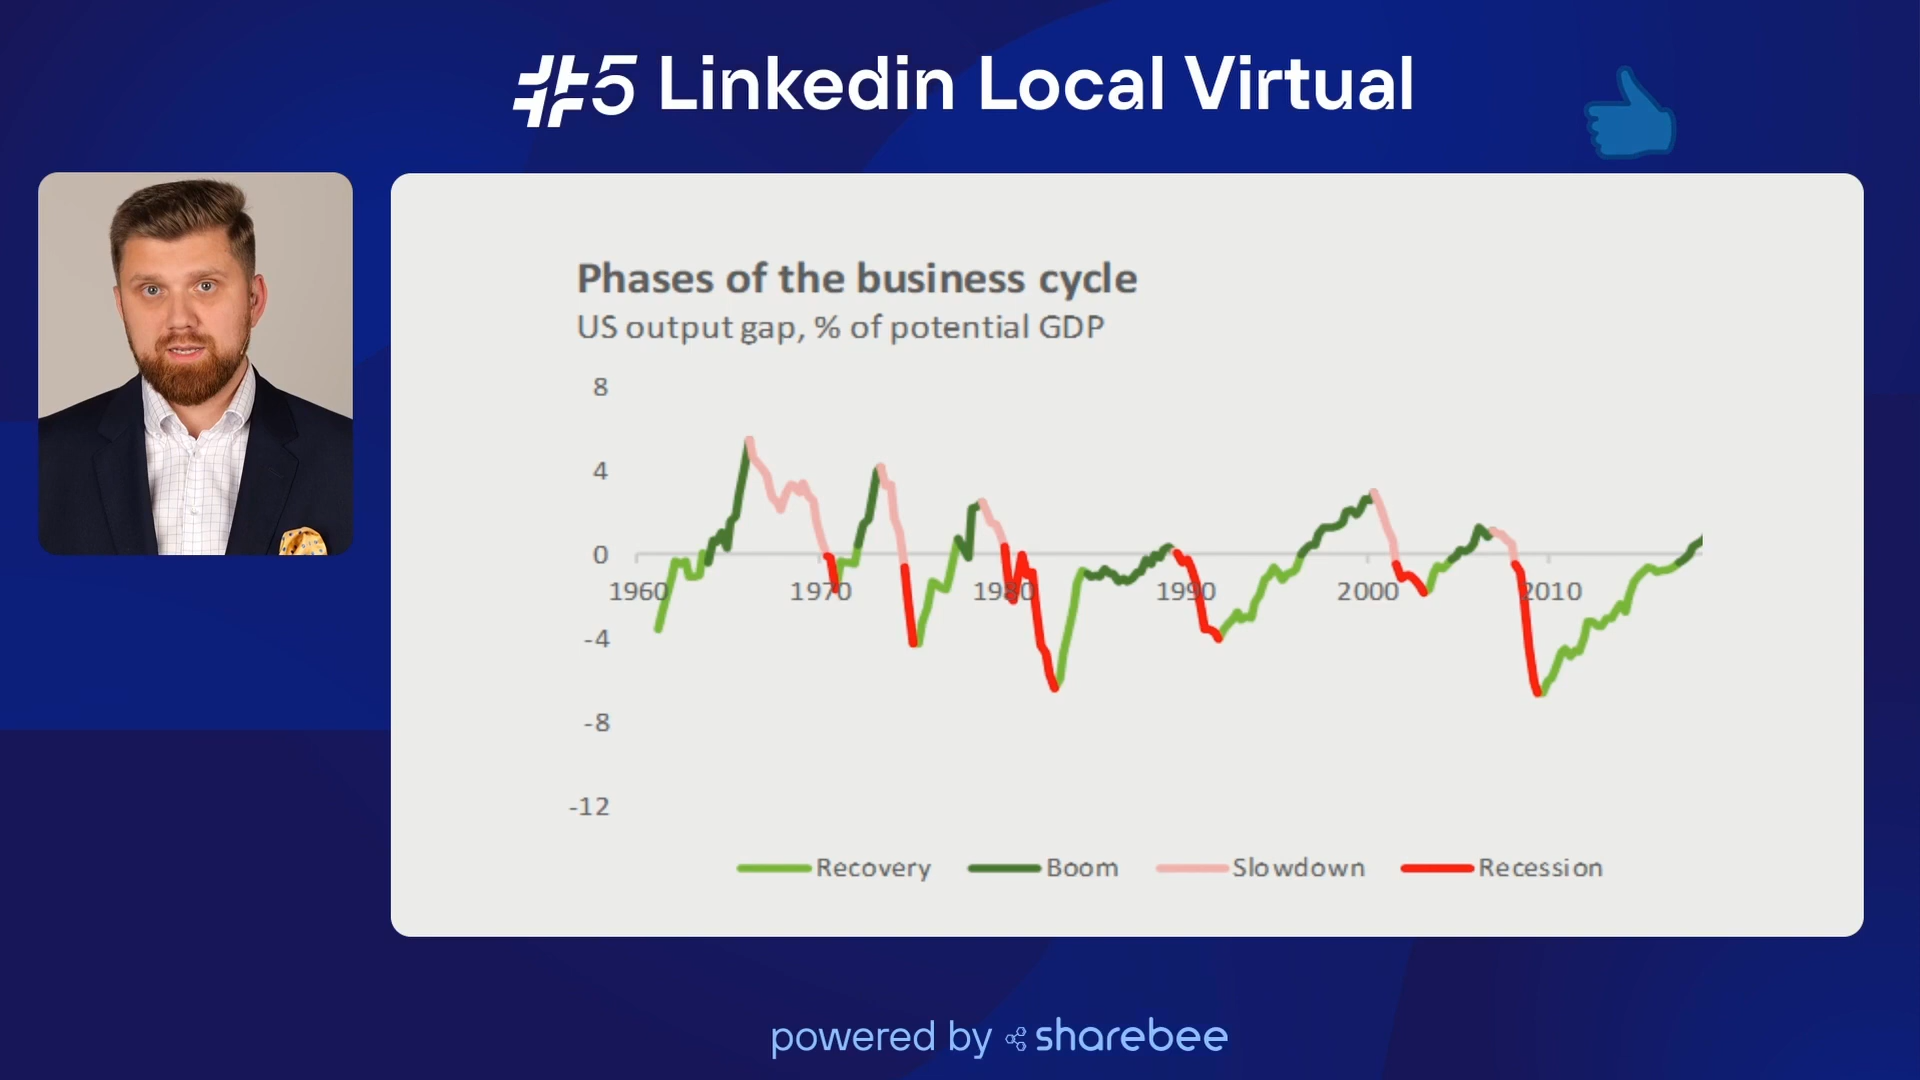 #5 Linkedin Local Virtual
Phases of the business cycle
US output gap, % of potential GDP
8
4
0
1960 1970 1980 1990 2000 2010
-4
-8
-12
Recovery Boom Slowdown Recession
powered by sharebee